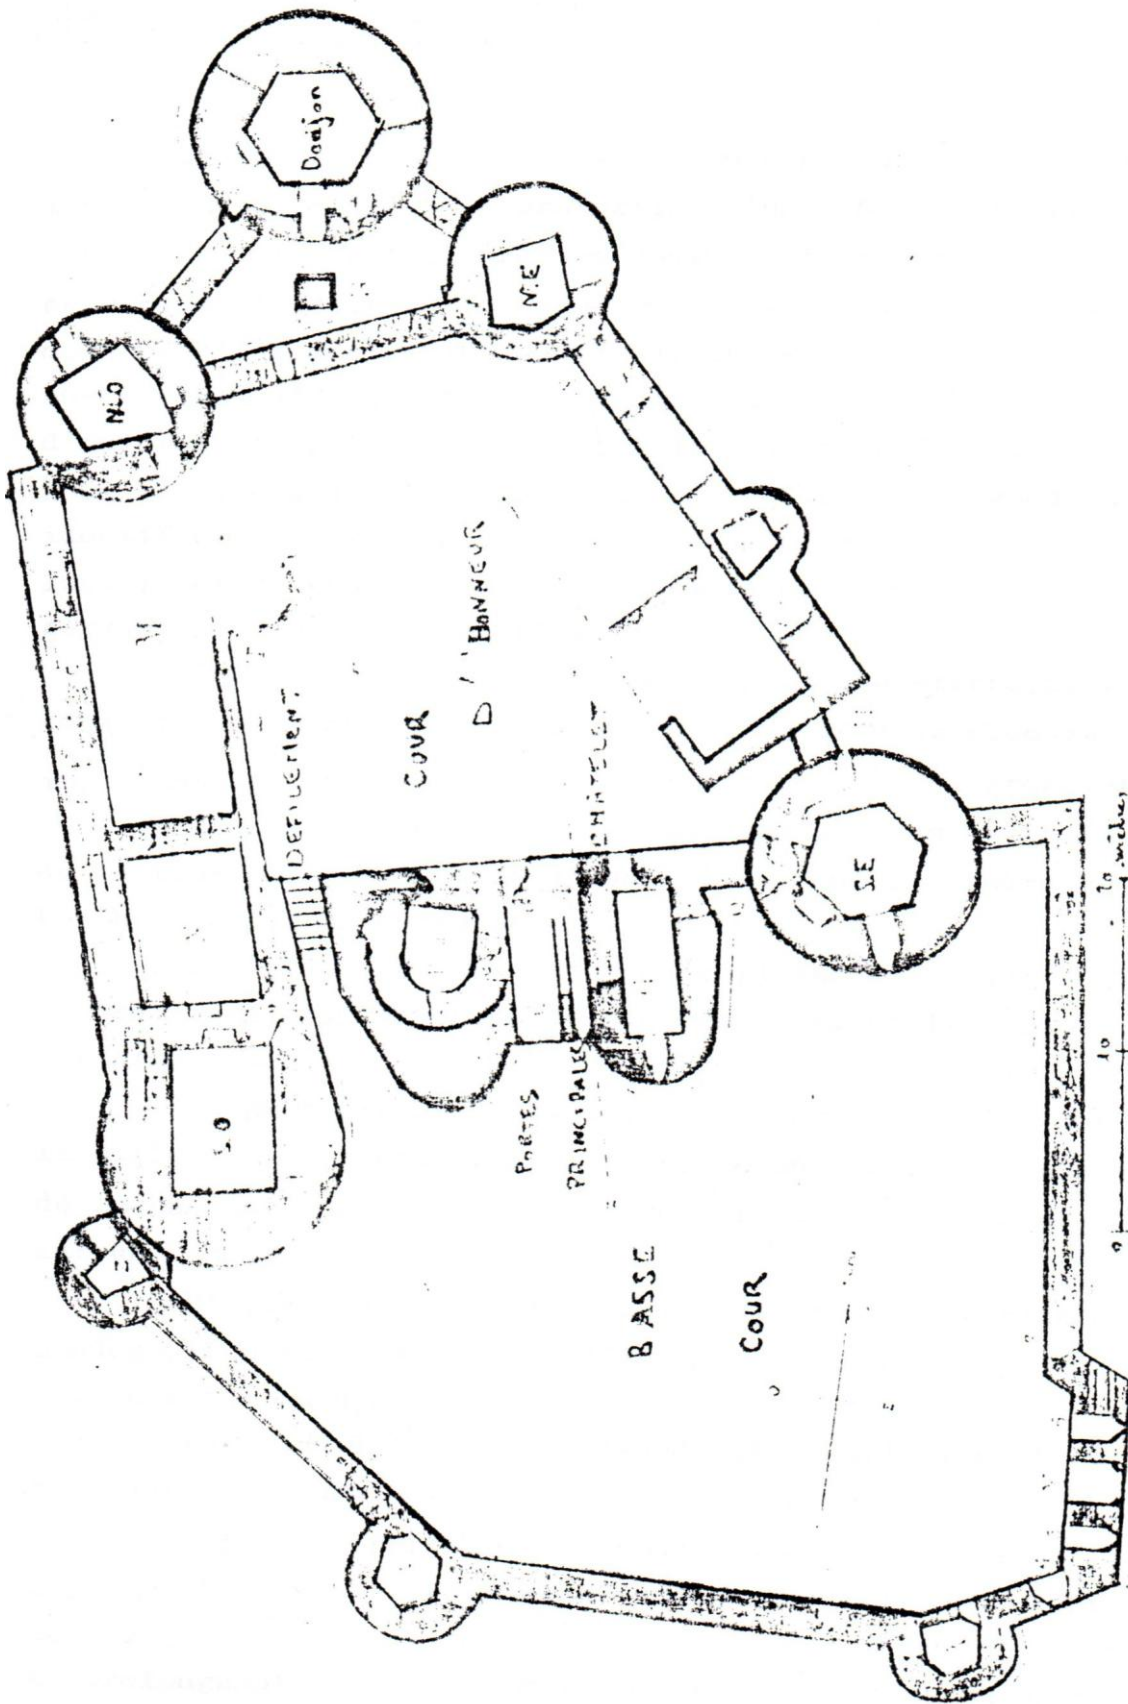 Donjon
N.E
N.O
COUR
D'HONNEUR
DEFILEMENT
CHATELET
S.E
S.O
PORTES
PRINCIPALES
BASSE
COUR
0
10
20 mètres